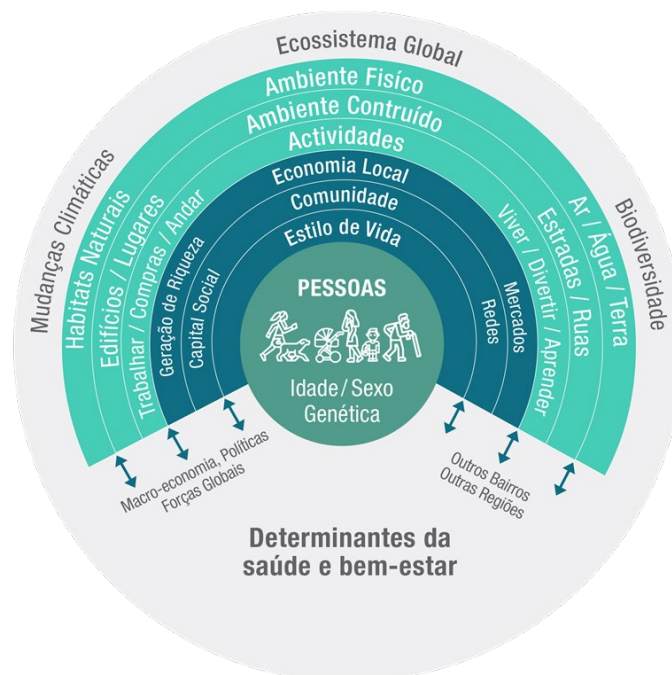 Ecossistema Global
Mudanças Climáticas
Biodiversidade
Ambiente Fisíco
Habitats Naturais
Ar / Água / Terra
Ambiente Contruído
Edifícios / Lugares
Estradas / Ruas
Actividades
Trabalhar / Compras / Andar
Viver / Divertir / Aprender
Economia Local
Geração de Riqueza
Mercados
Comunidade
Capital Social
Redes
Estilo de Vida
PESSOAS
Idade / Sexo
Genética
Macro-economia, Políticas
Forças Globais
Outros Bairros
Outras Regiões
Determinantes da
saúde e bem-estar